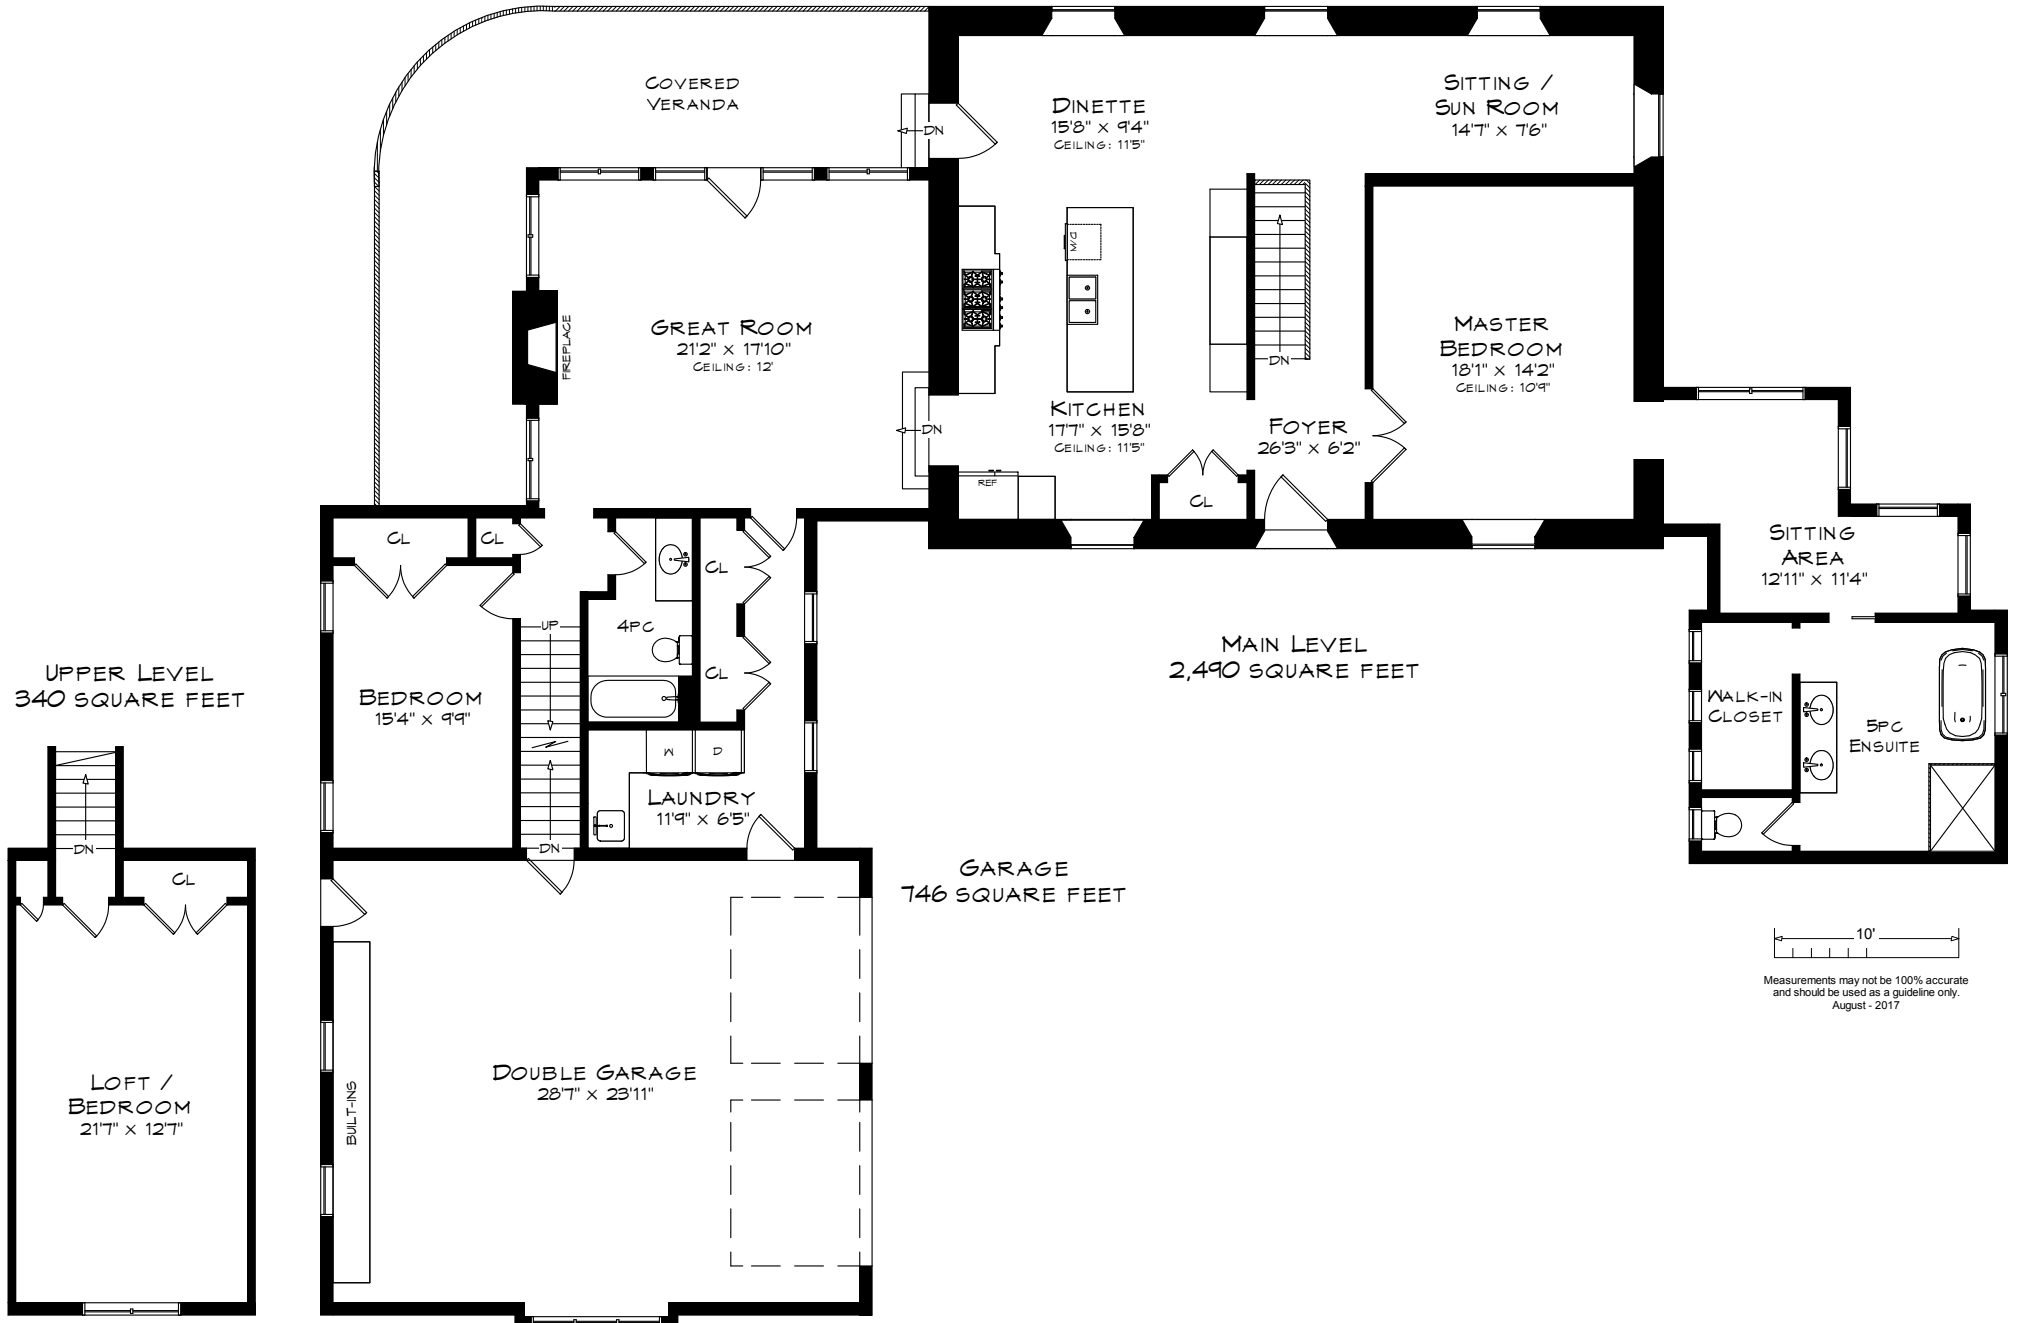 COVERED
VERANDA
DN
DINETTE
15'8" x 9'4"
CEILING: 11'5"
SITTING /
SUN ROOM
14'7" x 7'6"
M/D
GREAT ROOM
21'2" x 17'10"
CEILING: 12'
FIREPLACE
DN
MASTER
BEDROOM
18'1" x 14'2"
CEILING: 10'9"
KITCHEN
17'7" x 15'8"
CEILING: 11'5"
DN
FOYER
26'3" x 6'2"
REF
CL
CL
CL
CL
SITTING
AREA
12'11" x 11'4"
UP
4PC
CL
MAIN LEVEL
2,490 SQUARE FEET
UPPER LEVEL
340 SQUARE FEET
BEDROOM
15'4" x 9'9"
WALK-IN
CLOSET
5PC
ENSUITE
W
D
LAUNDRY
11'9" x 6'5"
DN
DN
CL
GARAGE
746 SQUARE FEET
10'
Measurements may not be 100% accurate
and should be used as a guideline only.
August - 2017
LOFT /
BEDROOM
21'7" x 12'7"
BUILT-INS
DOUBLE GARAGE
28'7" x 23'11"